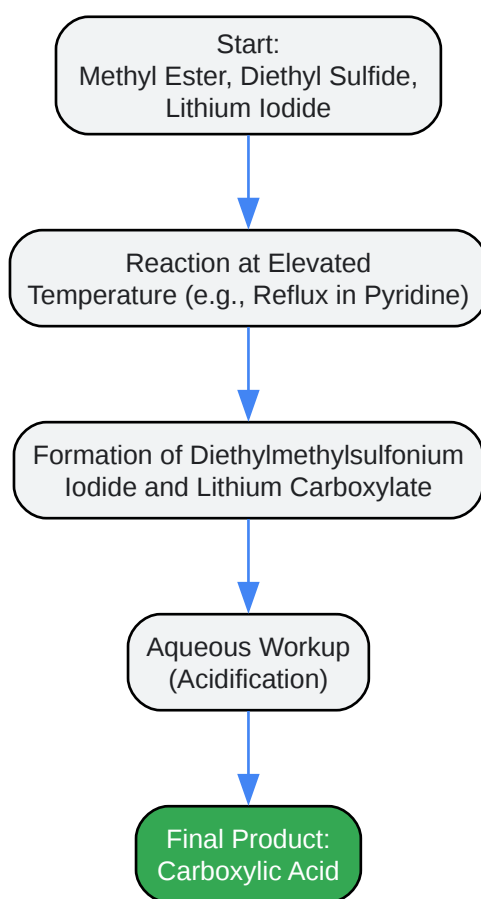 Start:
Methyl Ester, Diethyl Sulfide,
Lithium Iodide
Reaction at Elevated
Temperature (e.g., Reflux in Pyridine)
Formation of Diethylmethylsulfonium
Iodide and Lithium Carboxylate
Aqueous Workup
(Acidification)
Final Product:
Carboxylic Acid